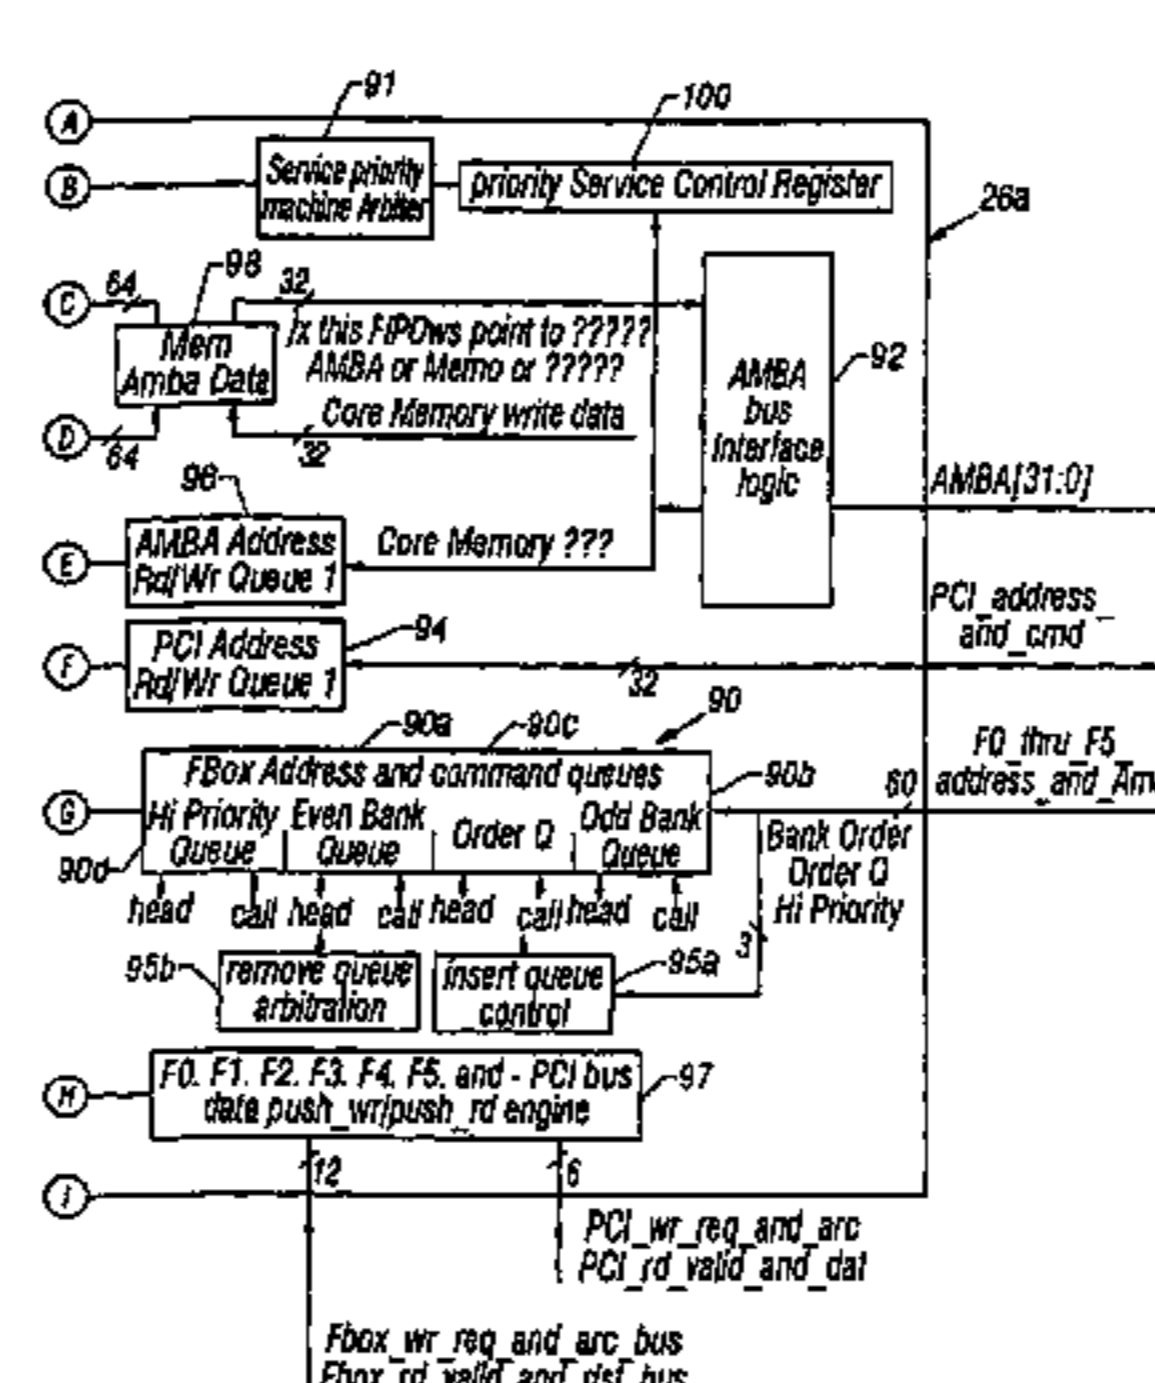 91
100
A
Service priority
machine Arbiter
priority Service Control Register
B
26a
98
64
32
C
Mem
Amba Data
/x this FIPOws point to ?????
AMBA or Memo or ?????
92
AMBA
bus
Interface
logic
Core Memory write data
D
64
32
96
AMBA[31:0]
AMBA Address
Rd/Wr Queue 1
Core Memory ???
E
PCI_address_
and_cmd
94
PCI Address
Rd/Wr Queue 1
F
32
90
90a
90c
FBox Address and command queues
90b
F0_thru_F5
address_and_Am
60
G
Hi Priority
Queue
Even Bank
Queue
Order Q
Odd Bank
Queue
90d
Bank Order
Order Q
Hi Priority
head
call
head
call
head
call
head
call
3
95b
remove queue
arbitration
insert queue
control
95a
F0. F1. F2. F3. F4. F5. and - PCI bus
data push_wr/push_rd engine
97
H
12
6
I
PCI_wr_req_and_arc
PCI_rd_valid_and_dat
Fbox_wr_req_and_arc_bus
Fbox_rd_valid_and_dst_bus